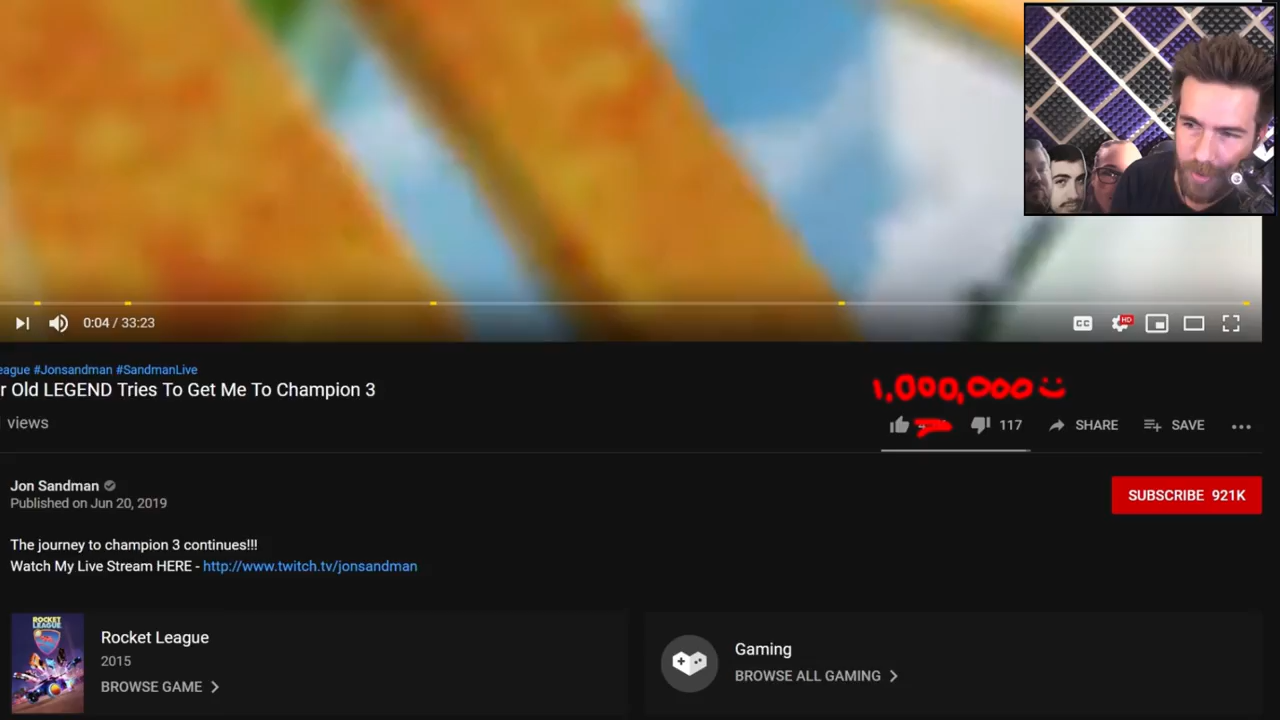 HD
0:04 / 33:23
CC
eague #Jonsandman #SandmanLive
r Old LEGEND Tries To Get Me To Champion 3
1,000,000
views
117 SHARE SAVE
Jon Sandman
Published on Jun 20, 2019
SUBSCRIBE 921K
The journey to champion 3 continues!!!
Watch My Live Stream HERE - http://www.twitch.tv/jonsandman
ROCKET
LEAGUE
Rocket League
2015
BROWSE GAME
Gaming
BROWSE ALL GAMING